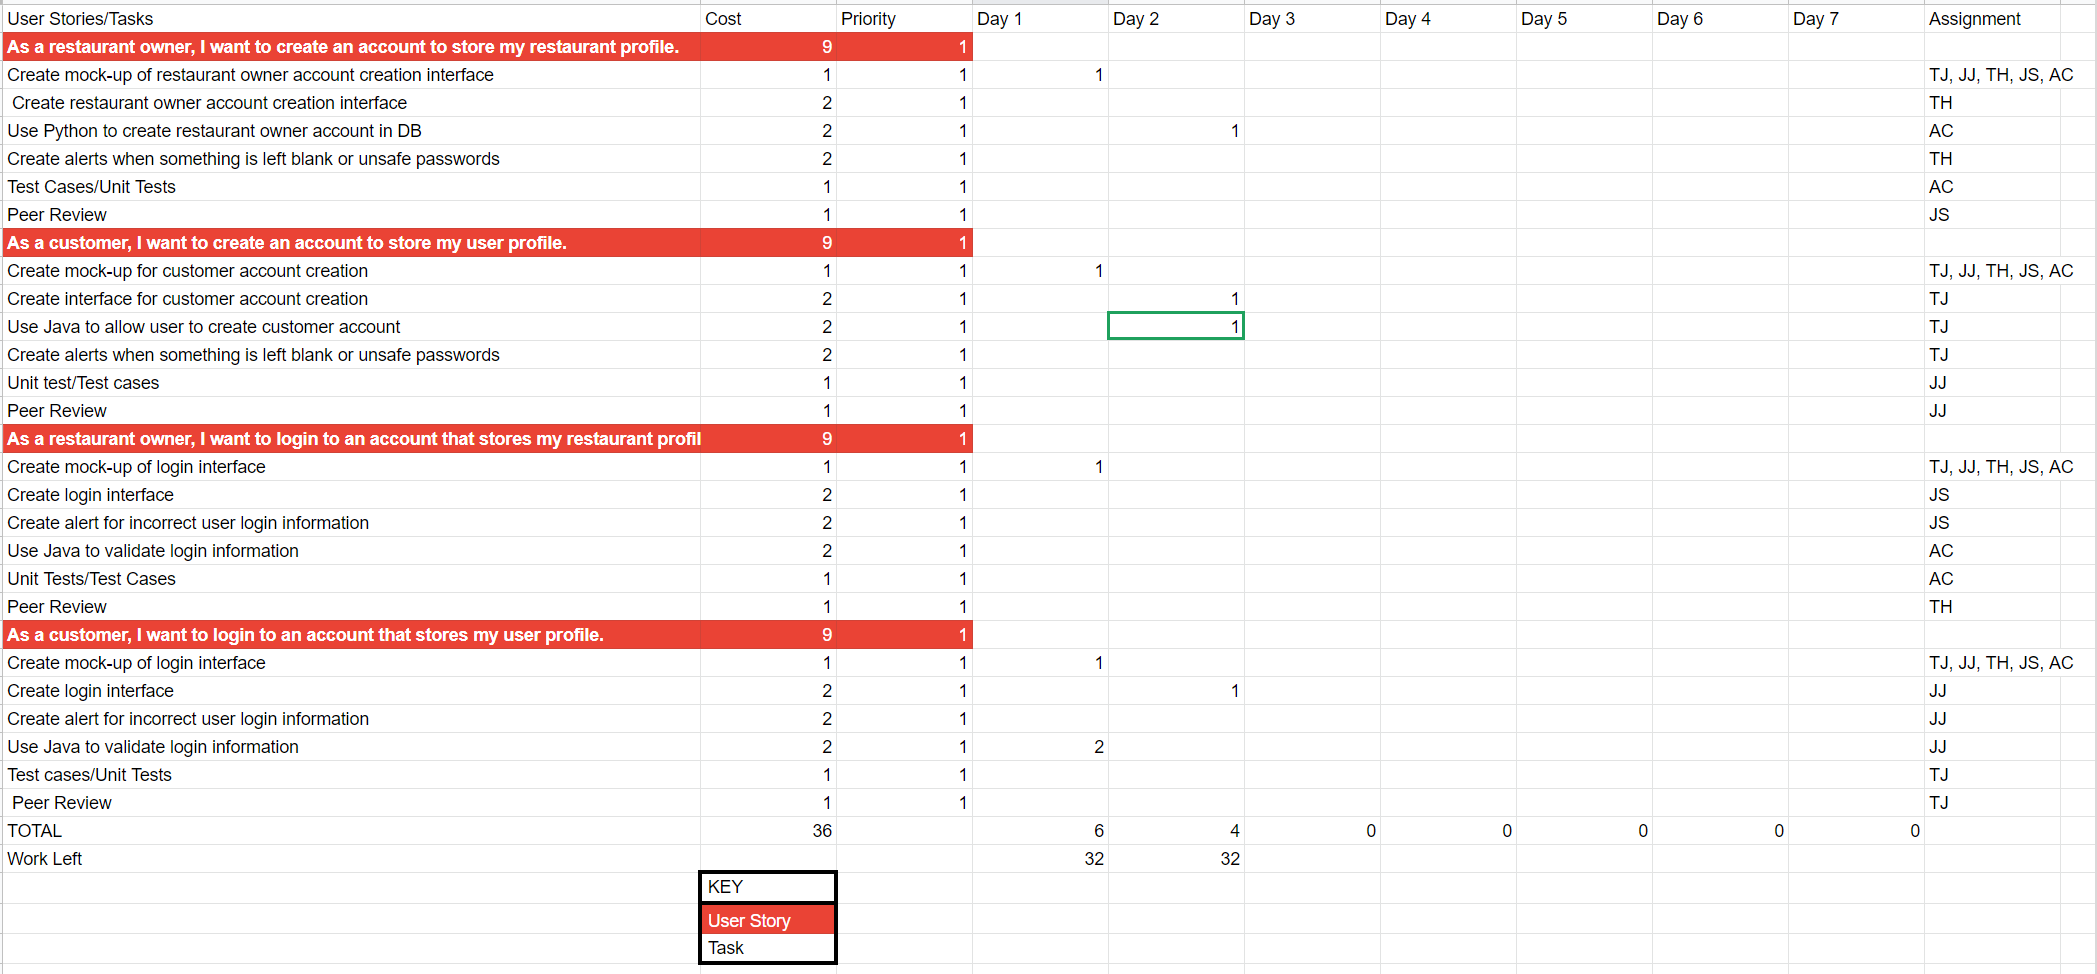 User Stories/Tasks Cost Priority Day 1 Day 2 Day 3 Day 4 Day 5 Day 6 Day 7 Assignment
As a restaurant owner, I want to create an account to store my restaurant profile. 9 1
Create mock-up of restaurant owner account creation interface 1 1 1 TJ, JJ, TH, JS, AC
Create restaurant owner account creation interface 2 1 TH
Use Python to create restaurant owner account in DB 2 1 1 AC
Create alerts when something is left blank or unsafe passwords 2 1 TH
Test Cases/Unit Tests 1 1 AC
Peer Review 1 1 JS
As a customer, I want to create an account to store my user profile. 9 1
Create mock-up for customer account creation 1 1 1 TJ, JJ, TH, JS, AC
Create interface for customer account creation 2 1 1 TJ
Use Java to allow user to create customer account 2 1 1 TJ
Create alerts when something is left blank or unsafe passwords 2 1 TJ
Unit test/Test cases 1 1 JJ
Peer Review 1 1 JJ
As a restaurant owner, I want to login to an account that stores my restaurant profil 9 1
Create mock-up of login interface 1 1 1 TJ, JJ, TH, JS, AC
Create login interface 2 1 JS
Create alert for incorrect user login information 2 1 JS
Use Java to validate login information 2 1 AC
Unit Tests/Test Cases 1 1 AC
Peer Review 1 1 TH
As a customer, I want to login to an account that stores my user profile. 9 1
Create mock-up of login interface 1 1 1 TJ, JJ, TH, JS, AC
Create login interface 2 1 1 JJ
Create alert for incorrect user login information 2 1 JJ
Use Java to validate login information 2 1 2 JJ
Test cases/Unit Tests 1 1 TJ
Peer Review 1 1 TJ
TOTAL 36 6 4 0 0 0 0 0
Work Left 32 32
KEY
User Story
Task